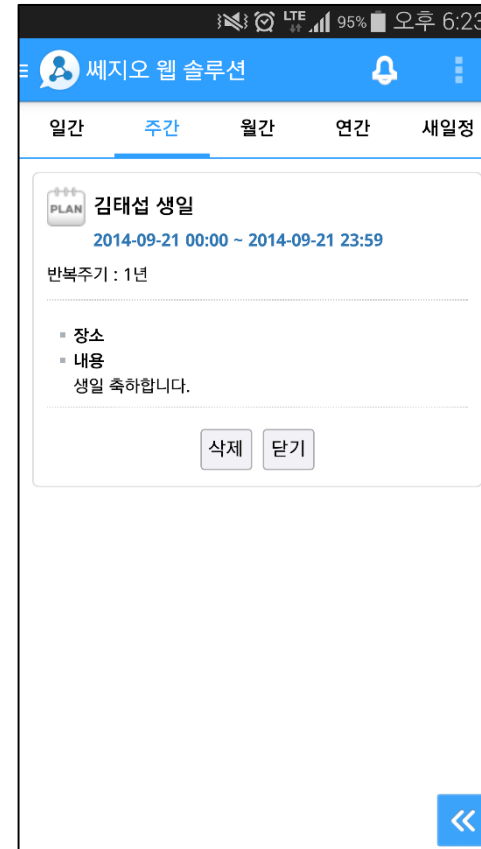 LTE 95% 오후 6:23
쎄지오 웹 솔루션
일간 주간 월간 연간 새일정
PLAN 김태섭 생일
2014-09-21 00:00 ~ 2014-09-21 23:59
반복주기 : 1년
장소
내용
생일 축하합니다.
삭제 닫기